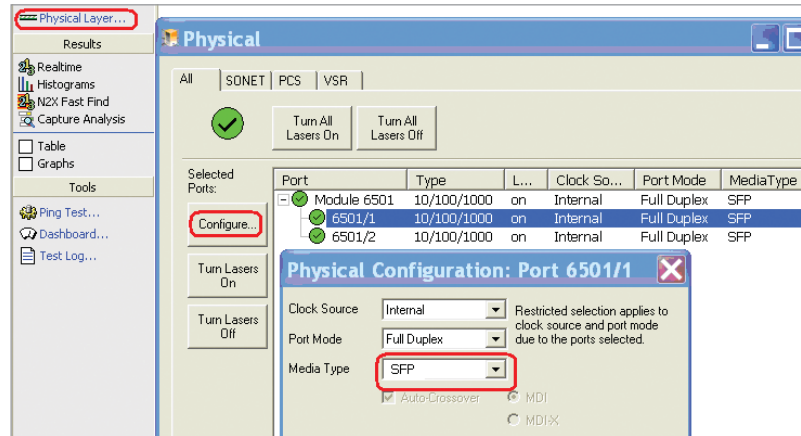 Physical Layer...
Results
Realtime
Histograms
N2X Fast Find
Capture Analysis
Table
Graphs
Tools
Ping Test...
Dashboard...
Test Log...
Physical
All SONET PCS VSR
Turn All Lasers On
Turn All Lasers Off
Selected Ports:
Configure...
Turn Lasers On
Turn Lasers Off
Port Type L... Clock So... Port Mode MediaType
Module 6501 10/100/1000 on Internal Full Duplex SFP
6501/1 10/100/1000 on Internal Full Duplex SFP
6501/2 10/100/1000 on Internal Full Duplex SFP
Physical Configuration: Port 6501/1
Clock Source Internal
Port Mode Full Duplex
Media Type SFP
Restricted selection applies to
clock source and port mode
due to the ports selected.
Auto-Crossover MDI
MDI-X